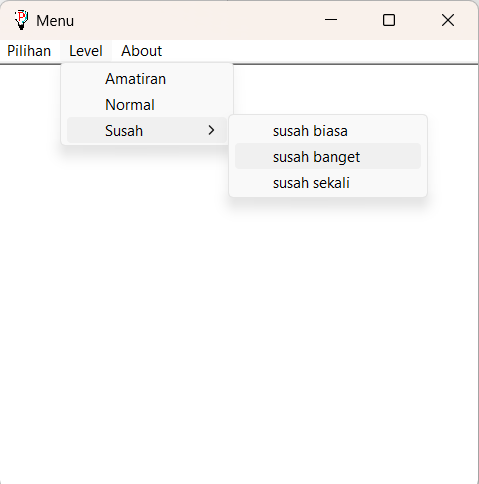 Menu
Pilihan Level About
Amatiran
Normal
Susah
susah biasa
susah banget
susah sekali